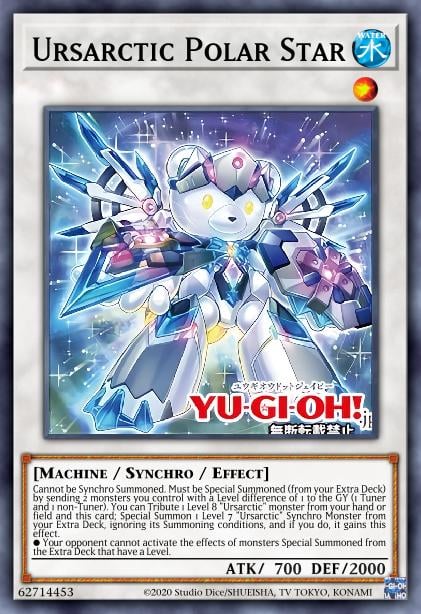 URSARCTIC POLAR STAR
WATER
水
ユウギオウドットジェイピー
YU-GI-OH!
無断転載禁止
[MACHINE / SYNCHRO / EFFECT]
Cannot be Synchro Summoned. Must be Special Summoned (from your Extra Deck)
by sending 2 monsters you control with a Level difference of 1 to the GY (1 Tuner
and 1 non-Tuner). You can Tribute 1 Level 8 "Ursarctic" monster from your hand or
field and this card; Special Summon 1 Level 7 "Ursarctic" Synchro Monster from
your Extra Deck, ignoring its Summoning conditions, and if you do, it gains this
effect.
● Your opponent cannot activate the effects of monsters Special Summoned from
the Extra Deck that have a Level.
ATK/ 700 DEF/2000
62714453
©2020 Studio Dice/SHUEISHA, TV TOKYO, KONAMI